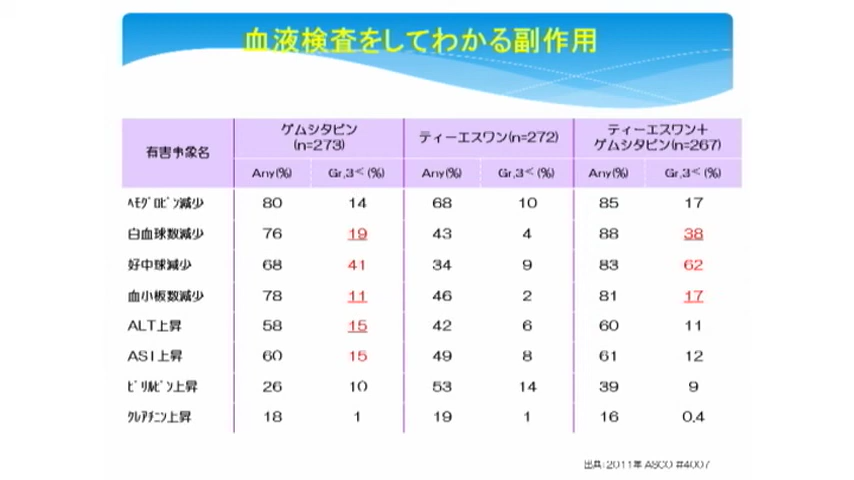 血液検査をしてわかる副作用
有害事象名 ゲムシタビン (n=273) ティーエスワン(n=272) ティーエスワン+ ゲムシタビン(n=267)
Any(%) Gr,3<(%) Any(%) Gr,3<(%) Any(%) Gr,3<(%)
ﾍﾓｸﾞﾛﾋﾞﾝ減少 80 14 68 10 85 17
白血球数減少 76 19 43 4 88 38
好中球減少 68 41 34 9 83 62
血小板数減少 78 11 46 2 81 17
ALT上昇 58 15 42 6 60 11
AST上昇 60 15 49 8 61 12
ﾋﾞﾘﾙﾋﾞﾝ上昇 26 10 53 14 39 9
ｸﾚｱﾁﾆﾝ上昇 18 1 19 1 16 0.4
出典:2011年 ASCO #4007